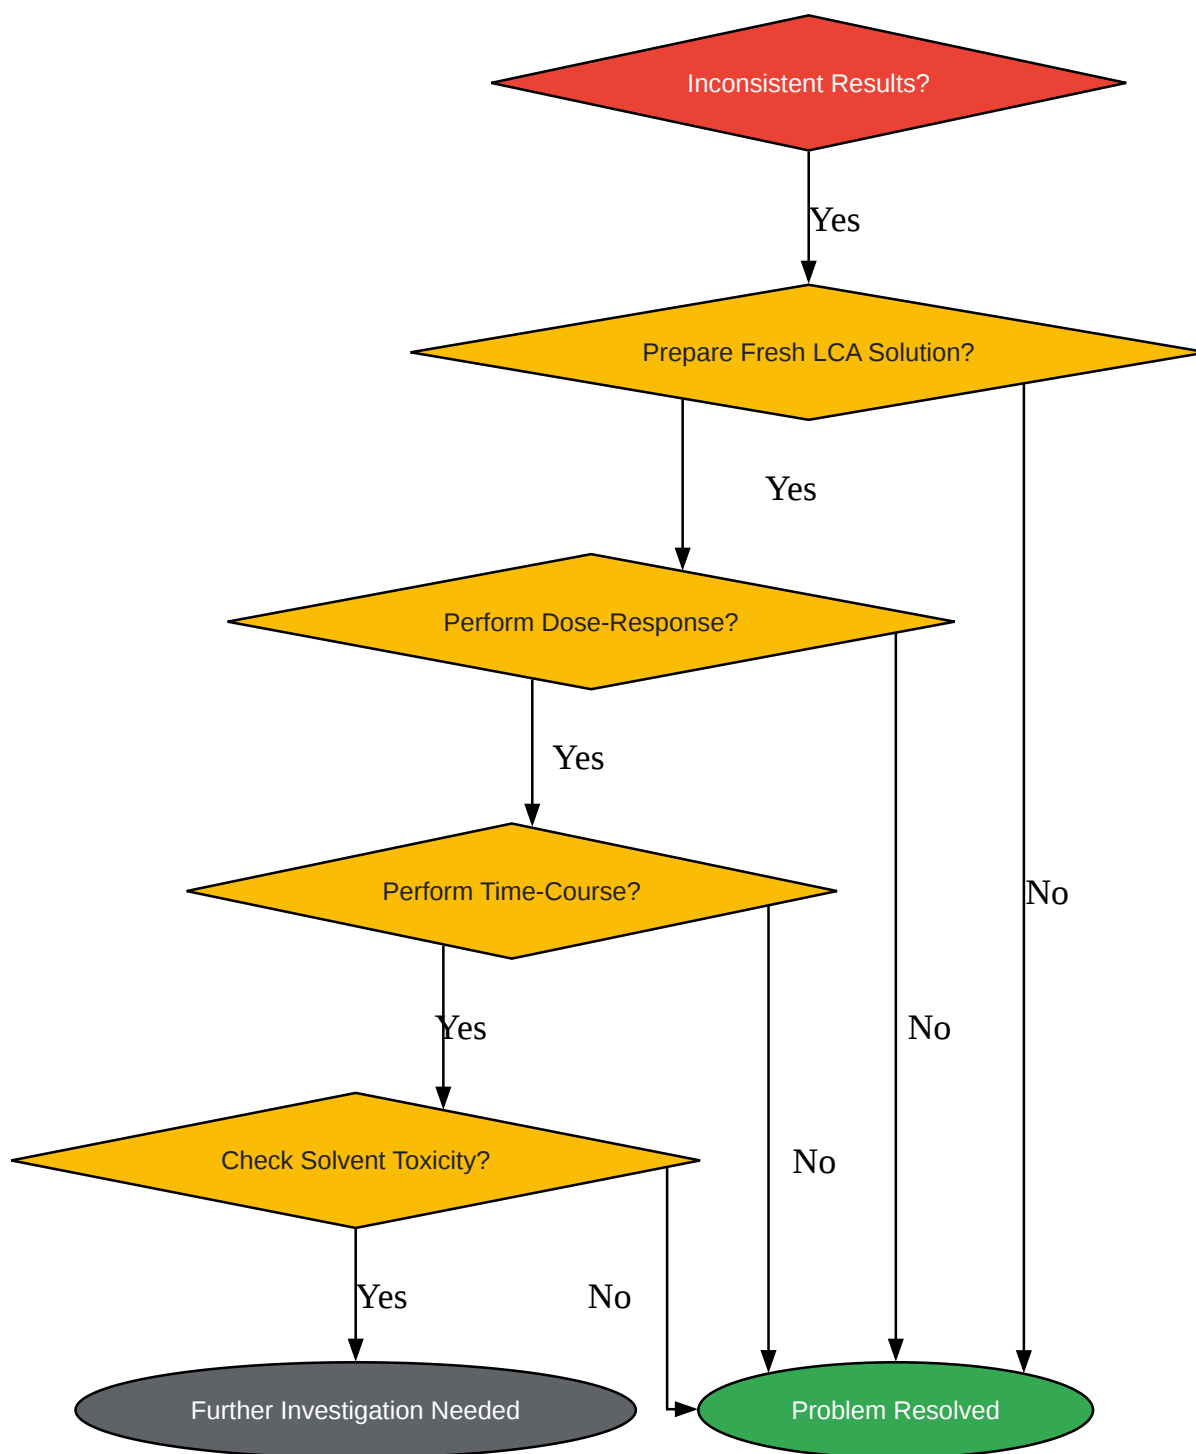 Inconsistent Results?
Yes
Prepare Fresh LCA Solution?
Yes
Perform Dose-Response?
Yes
Perform Time-Course?
No
Yes
No
Check Solvent Toxicity?
No
Yes
No
Further Investigation Needed
Problem Resolved